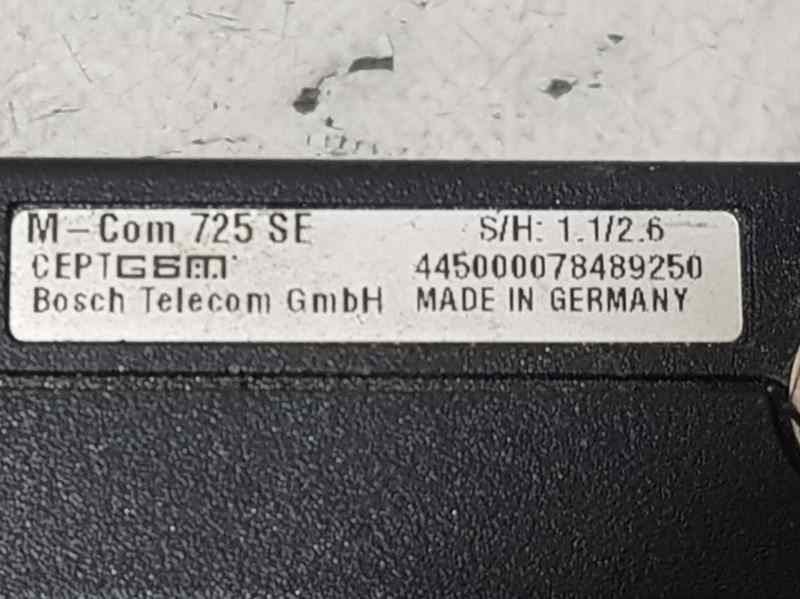 M-Com 725 SE S/H: 1.1/2.6
CEPT GSM 445000078489250
Bosch Telecom GmbH MADE IN GERMANY